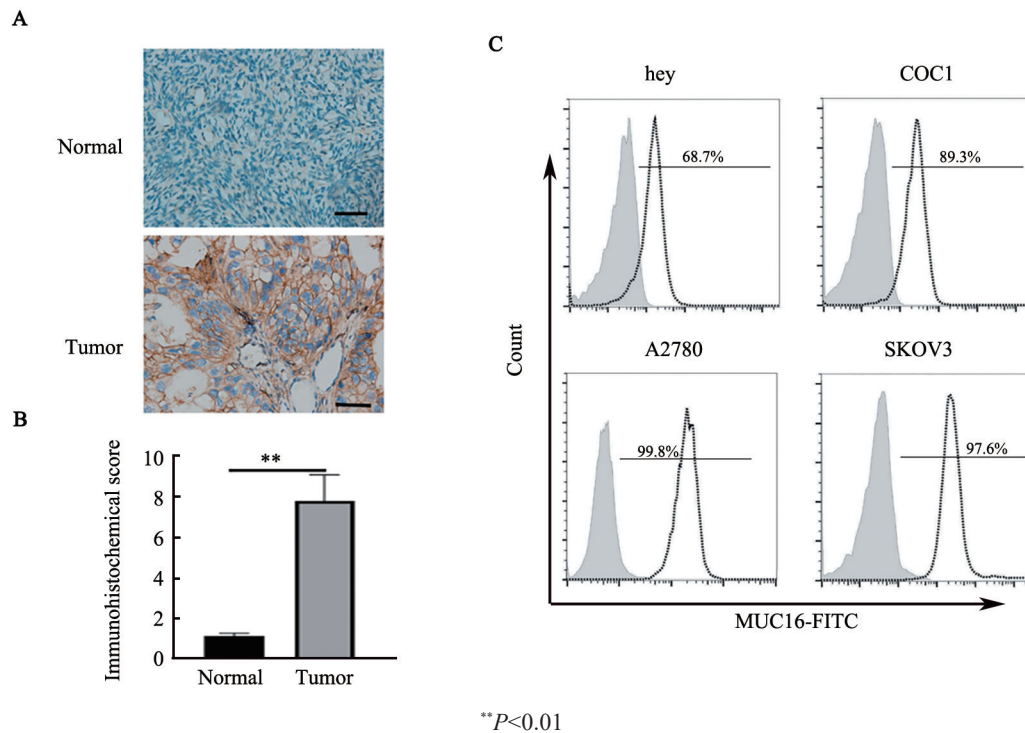 A
Normal
Tumor
B
Immunohistochemical score
10
8
6
4
2
0
**
Normal Tumor
C
hey COC1
68.7% 89.3%
A2780 SKOV3
99.8% 97.6%
Count
MUC16-FITC
**P<0.01